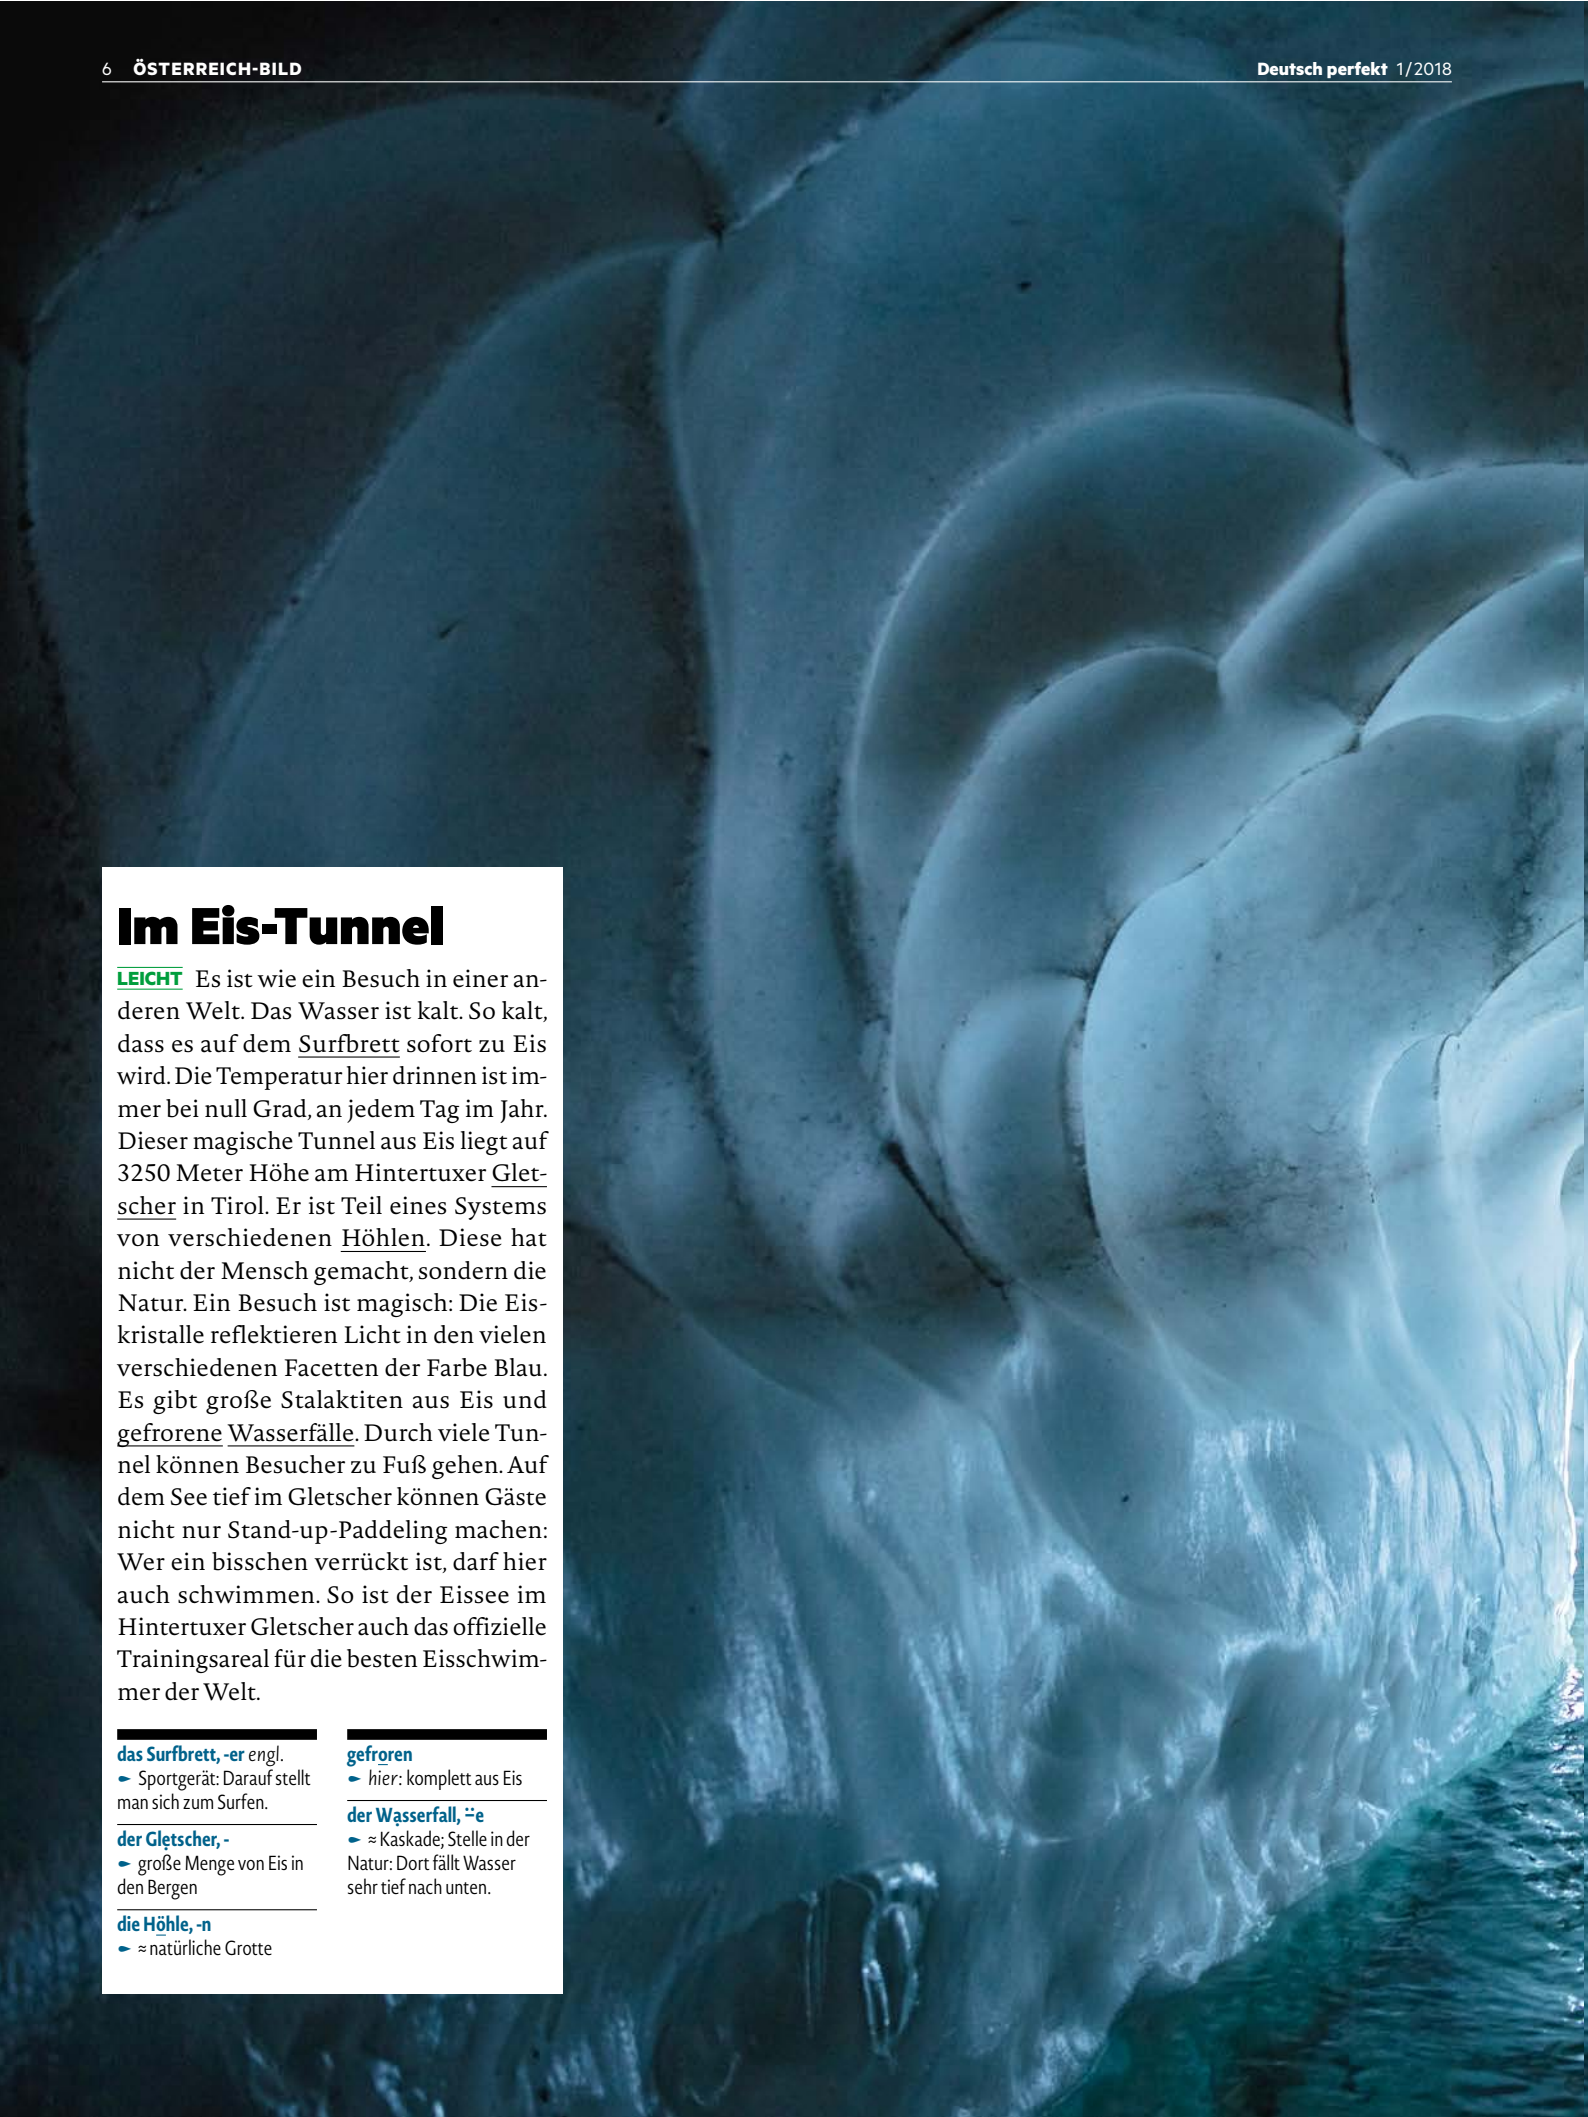 6 ÖSTERREICH-BILD
Deutsch perfekt 1/2018
Im Eis-Tunnel
LEICHT Es ist wie ein Besuch in einer an-
deren Welt. Das Wasser ist kalt. So kalt,
dass es auf dem Surfbrett sofort zu Eis
wird. Die Temperatur hier drinnen ist im-
mer bei null Grad, an jedem Tag im Jahr.
Dieser magische Tunnel aus Eis liegt auf
3250 Meter Höhe am Hintertuxer Glet-
scher in Tirol. Er ist Teil eines Systems
von verschiedenen Höhlen. Diese hat
nicht der Mensch gemacht, sondern die
Natur. Ein Besuch ist magisch: Die Eis-
kristalle reflektieren Licht in den vielen
verschiedenen Facetten der Farbe Blau.
Es gibt große Stalaktiten aus Eis und
gefrorene Wasserfälle. Durch viele Tun-
nel können Besucher zu Fuß gehen. Auf
dem See tief im Gletscher können Gäste
nicht nur Stand-up-Paddeling machen:
Wer ein bisschen verrückt ist, darf hier
auch schwimmen. So ist der Eissee im
Hintertuxer Gletscher auch das offizielle
Trainingsareal für die besten Eisschwim-
mer der Welt.
das Surfbrett, -er engl.
Sportgerät: Darauf stellt
man sich zum Surfen.
der Gletscher, -
große Menge von Eis in
den Bergen
die Höhle, -n
≈ natürliche Grotte
gefroren
hier: komplett aus Eis
der Wasserfall, ¨-e
≈ Kaskade; Stelle in der
Natur: Dort fällt Wasser
sehr tief nach unten.